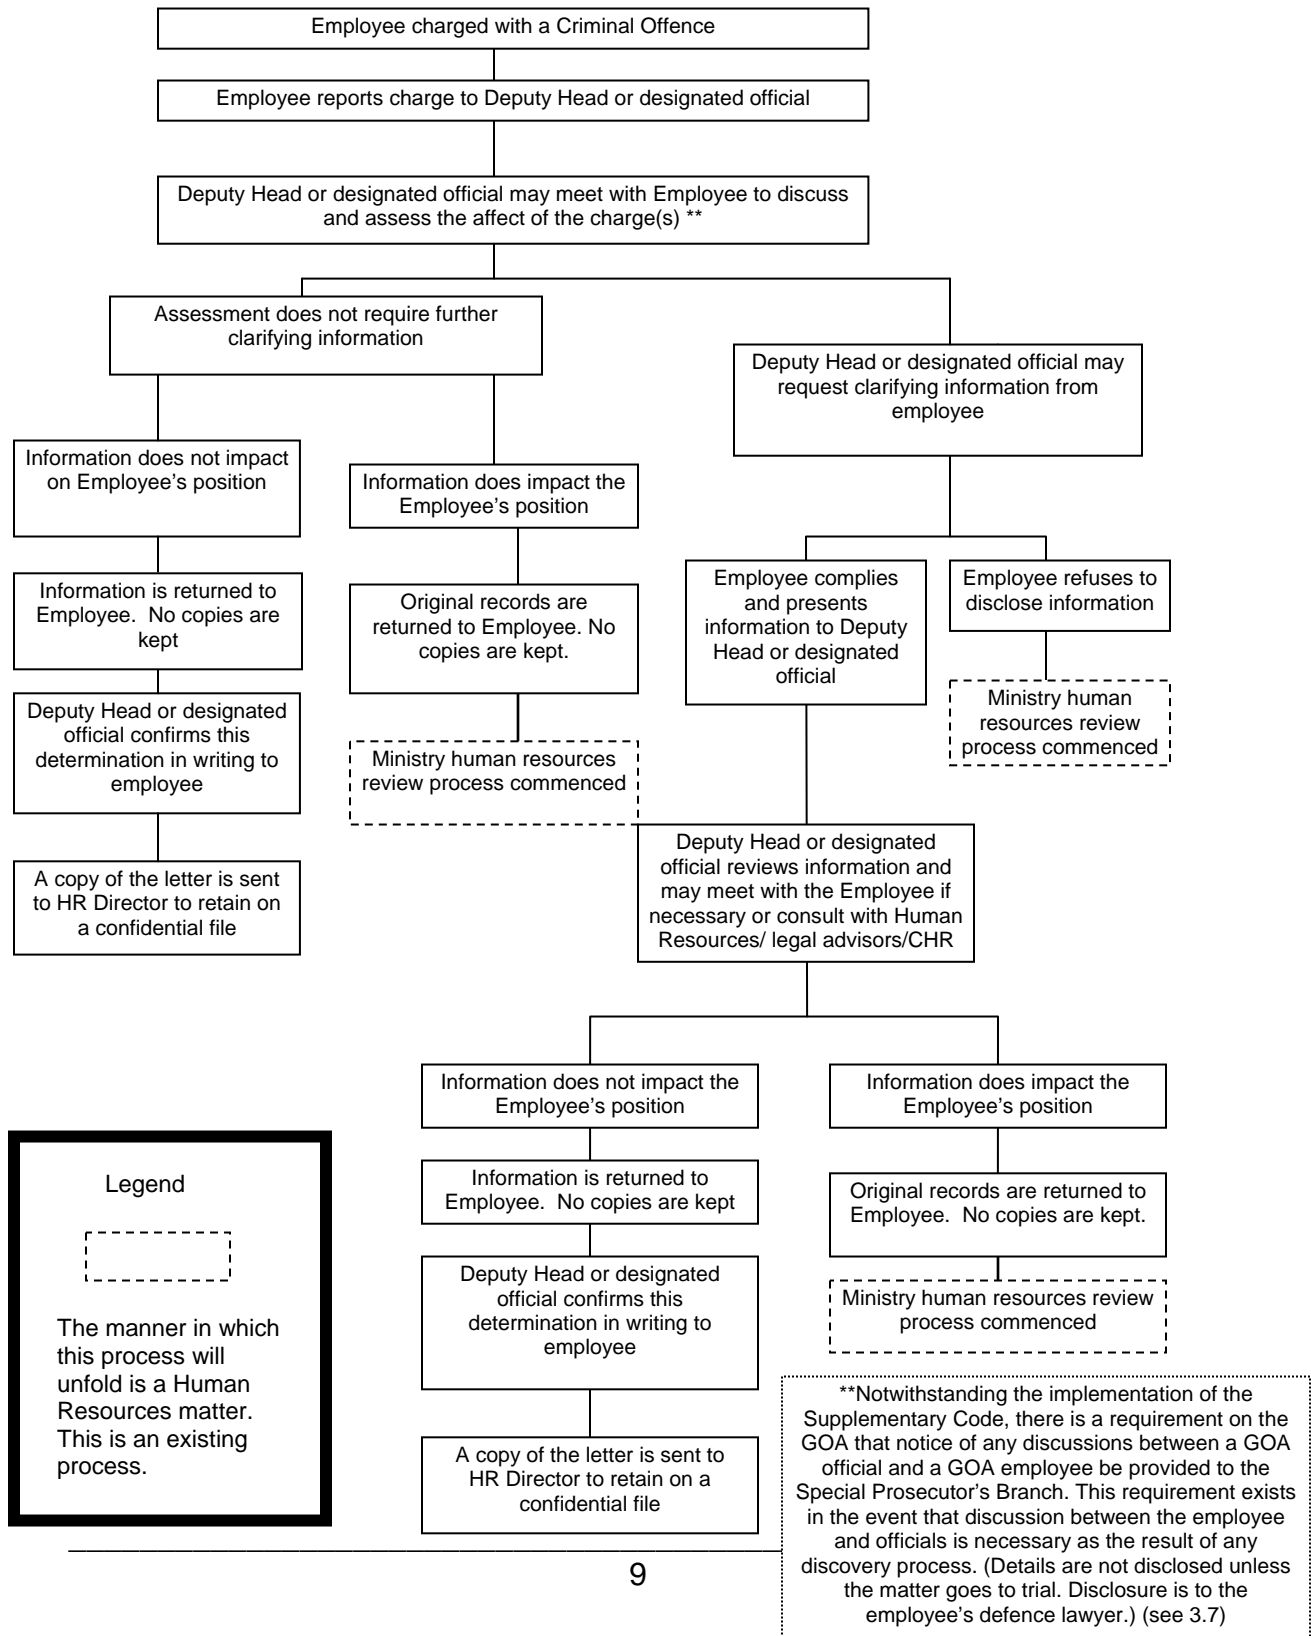 Employee charged with a Criminal Offence
Employee reports charge to Deputy Head or designated official
Deputy Head or designated official may meet with Employee to discuss
and assess the affect of the charge(s) **
Assessment does not require further
clarifying information
Deputy Head or designated official may
request clarifying information from
employee
Information does not impact
on Employee's position
Information does impact the
Employee's position
Information is returned to
Employee.  No copies are
kept
Original records are
returned to Employee. No
copies are kept.
Employee complies
and presents
information to Deputy
Head or designated
official
Employee refuses to
disclose information
Ministry human
resources review
process commenced
Deputy Head or designated
official confirms this
determination in writing to
employee
Ministry human resources
review process commenced
A copy of the letter is sent
to HR Director to retain on
a confidential file
Deputy Head or designated
official reviews information and
may meet with the Employee if
necessary or consult with Human
Resources/ legal advisors/CHR
Information does not impact the
Employee's position
Information does impact the
Employee's position
Information is returned to
Employee.  No copies are kept
Original records are returned to
Employee.  No copies are kept.
Deputy Head or designated
official confirms this
determination in writing to
employee
Ministry human resources review
process commenced
A copy of the letter is sent to
HR Director to retain on a
confidential file
Legend
The manner in which
this process will
unfold is a Human
Resources matter.
This is an existing
process.
**Notwithstanding the implementation of the
Supplementary Code, there is a requirement on the
GOA that notice of any discussions between a GOA
official and a GOA employee be provided to the
Special Prosecutor's Branch. This requirement exists
in the event that discussion between the employee
and officials is necessary as the result of any
discovery process. (Details are not disclosed unless
the matter goes to trial. Disclosure is to the
employee's defence lawyer.) (see 3.7)
9